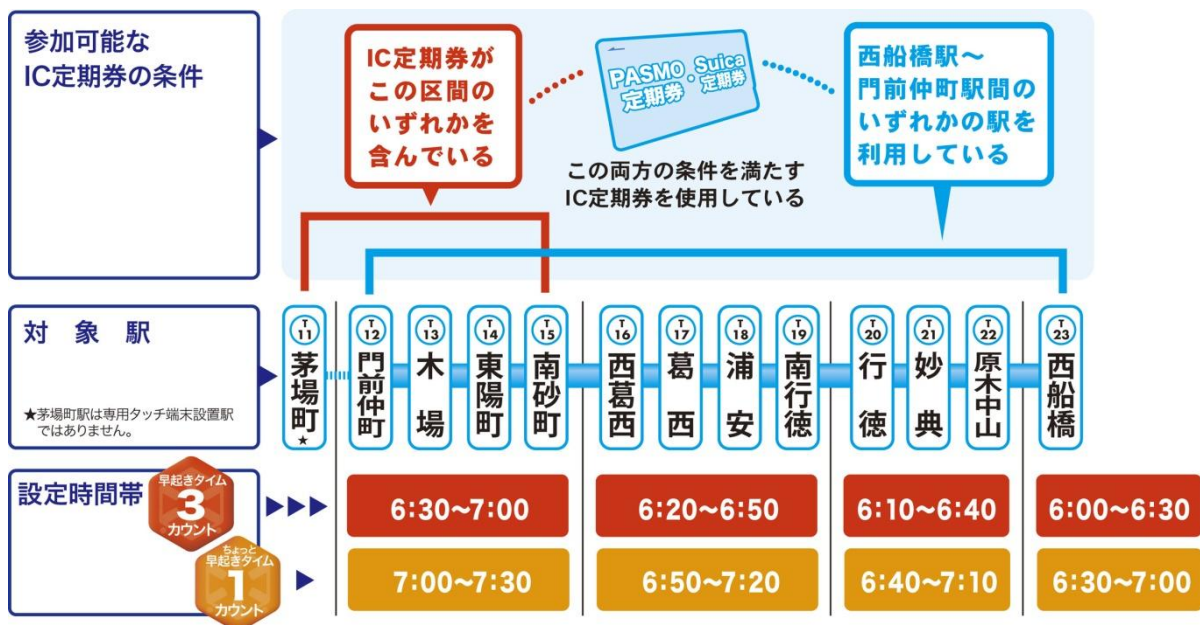 参加可能な
IC定期券の条件
IC定期券が
この区間の
いずれかを
含んでいる
PASMO・Suica
定期券 定期券
この両方の条件を満たす
IC定期券を使用している
西船橋駅～
門前仲町駅間の
いずれかの駅を
利用している
対象駅
★茅場町駅は専用タッチ端末設置駅
ではありません。
T11 茅場町★
T12 門前仲町
T13 木場
T14 東陽町
T15 南砂町
T16 西葛西
T17 葛西
T18 浦安
T19 南行徳
T20 行徳
T21 妙典
T22 原木中山
T23 西船橋
設定時間帯
早起きタイム
3
カウント
6:30～7:00
6:20～6:50
6:10～6:40
6:00～6:30
ちょっと
早起きタイム
1
カウント
7:00～7:30
6:50～7:20
6:40～7:10
6:30～7:00